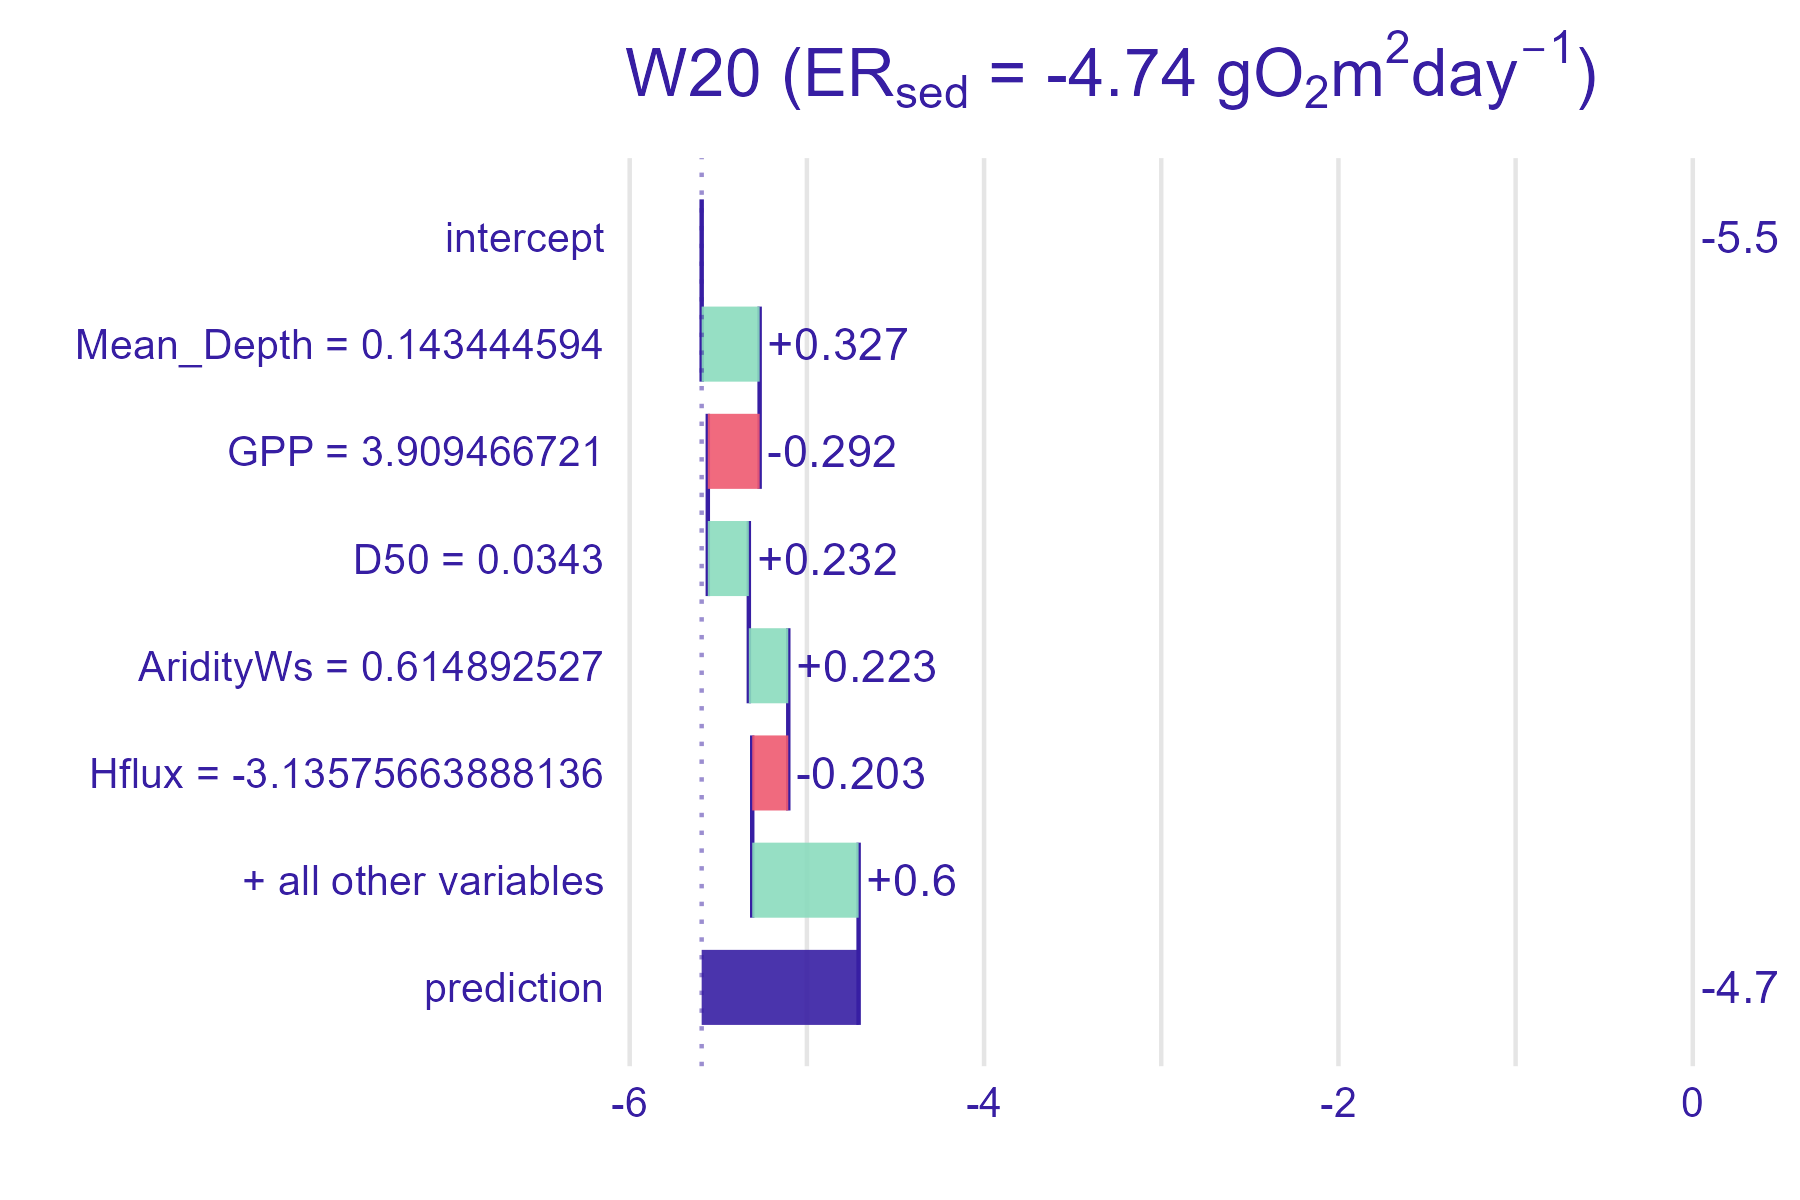 W20 (ERsed = -4.74 gO₂m²day⁻¹)
intercept -5.5
Mean_Depth = 0.143444594 +0.327
GPP = 3.909466721 -0.292
D50 = 0.0343 +0.232
AridityWs = 0.614892527 +0.223
Hflux = -3.13575663888136 -0.203
+ all other variables +0.6
prediction -4.7
-6 -4 -2 0